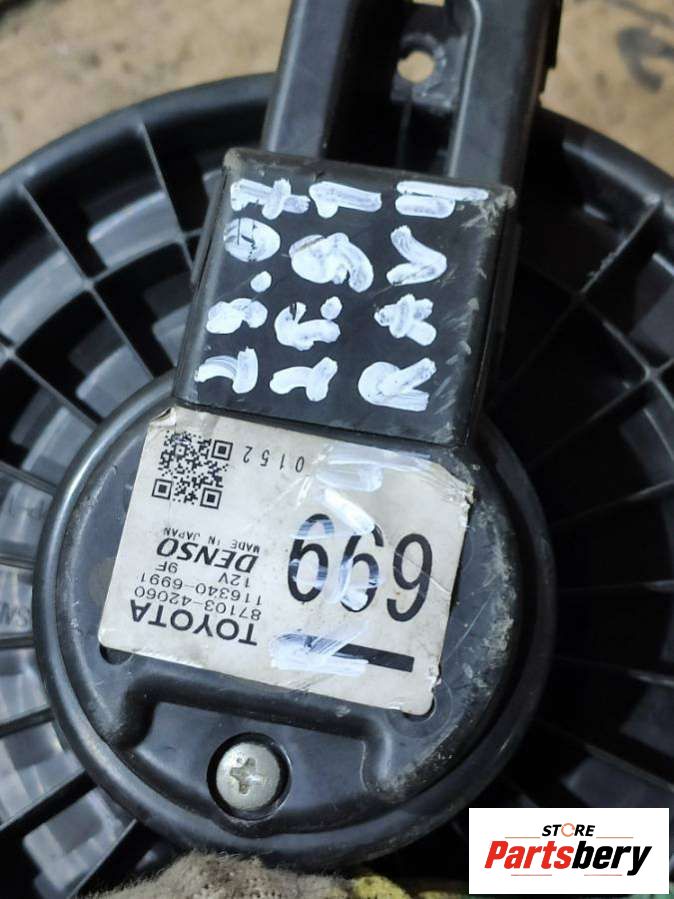 TOYOTA
87103-42060
116340-6991
9F
12V
DENSO
MADE IN JAPAN
699
0152
STORE
Partsbery